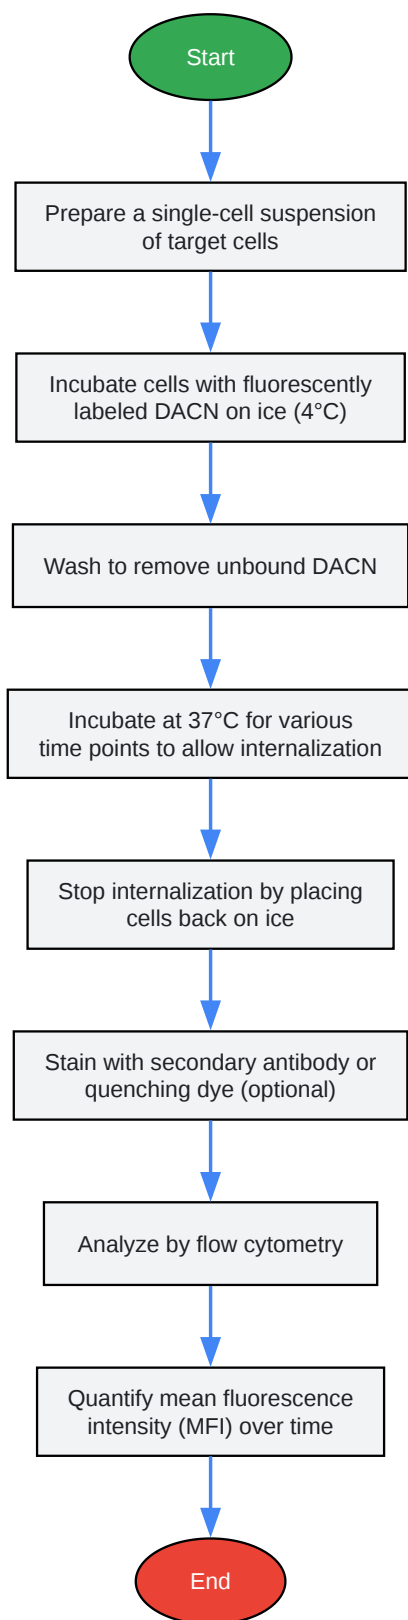 Start
Prepare a single-cell suspension
of target cells
Incubate cells with fluorescently
labeled DACN on ice (4°C)
Wash to remove unbound DACN
Incubate at 37°C for various
time points to allow internalization
Stop internalization by placing
cells back on ice
Stain with secondary antibody or
quenching dye (optional)
Analyze by flow cytometry
Quantify mean fluorescence
intensity (MFI) over time
End